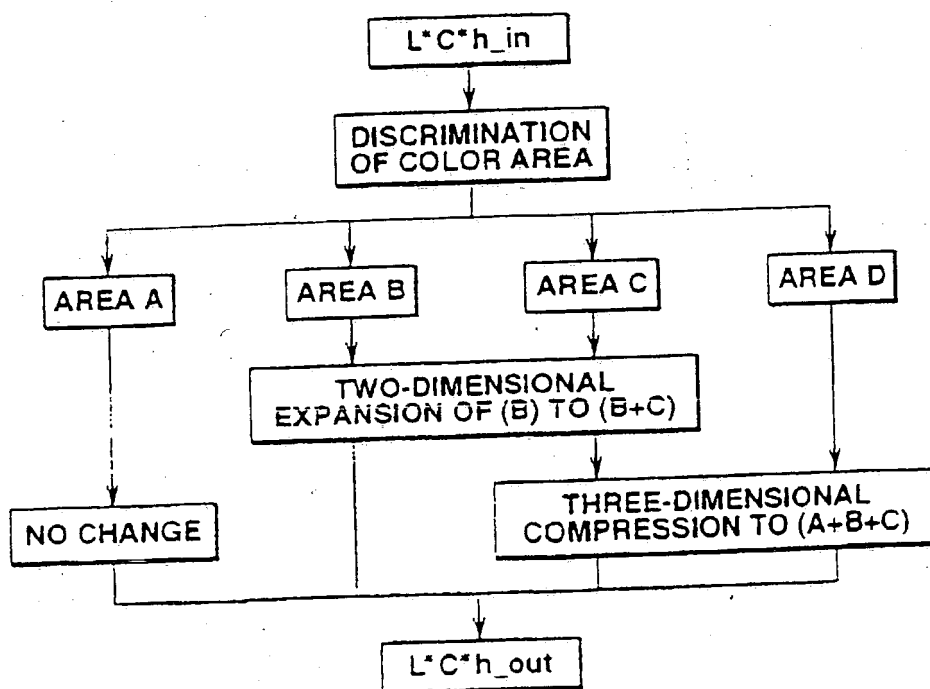 L*C*h_in
DISCRIMINATION
OF COLOR AREA
AREA A
AREA B
AREA C
AREA D
TWO-DIMENSIONAL
EXPANSION OF (B) TO (B+C)
NO CHANGE
THREE-DIMENSIONAL
COMPRESSION TO (A+B+C)
L*C*h_out